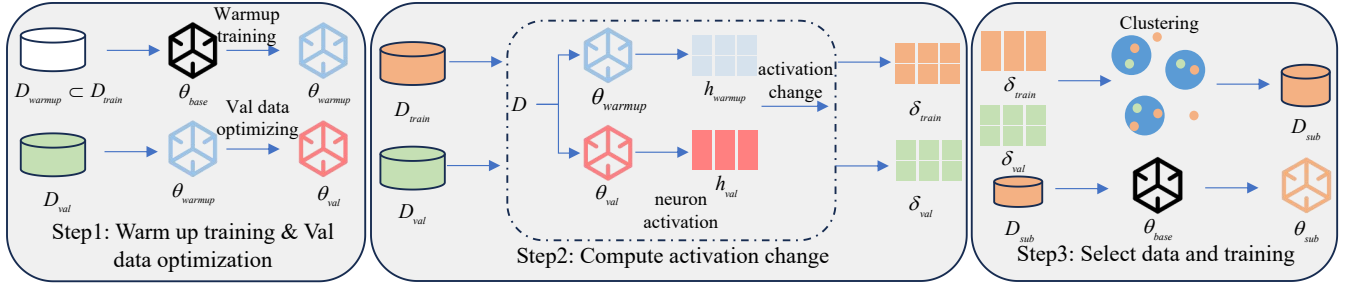 Warmup
training
D_warmup ⊂ D_train
θ_base
θ_warmup
Val data
optimizing
D_val
θ_warmup
θ_val
Step1: Warm up training & Val
data optimization
D_train
D_val
D
θ_warmup
h_warmup
activation
change
θ_val
h_val
neuron
activation
δ_train
δ_val
Step2: Compute activation change
Clustering
δ_train
δ_val
D_sub
D_sub
θ_base
θ_sub
Step3: Select data and training